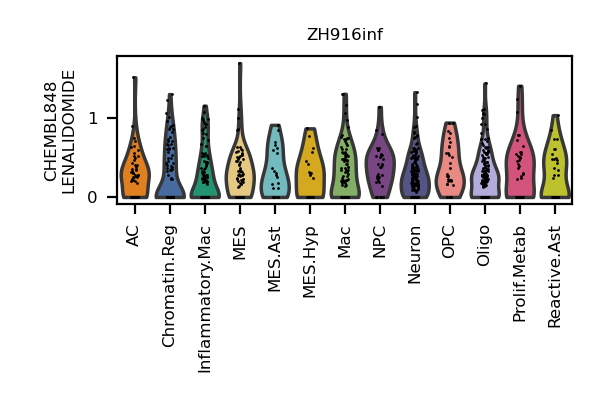 ZH916inf
CHEMBL848
LENALIDOMIDE
1
0
AC
Chromatin.Reg
Inflammatory.Mac
MES
MES.Ast
MES.Hyp
Mac
NPC
Neuron
OPC
Oligo
Prolif.Metab
Reactive.Ast